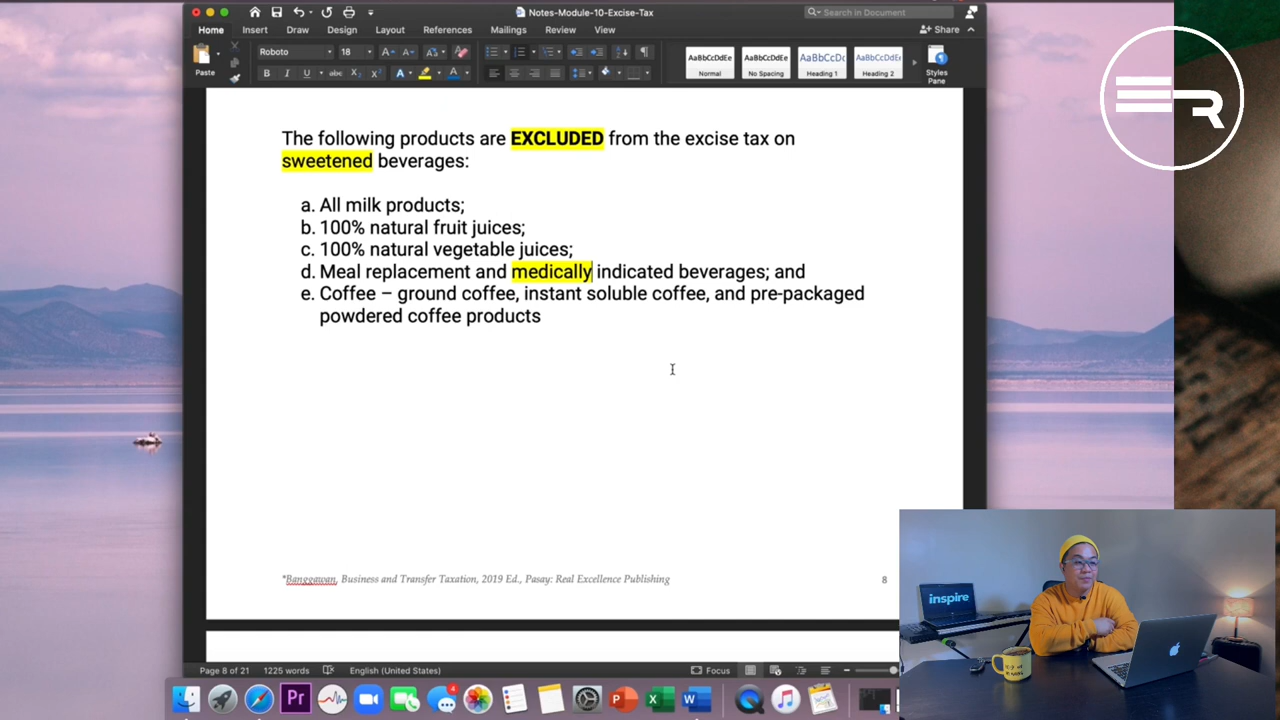 Notes-Module-10-Excise-Tax
Search in Document
Home Insert Draw Design Layout References Mailings Review View
Share
Paste
Roboto 18
AaBbCcDdEe AaBbCcDdEe AaBbCcDc AaBbCcDdE
Normal No Spacing Heading 1 Heading 2
Styles
Pane
The following products are EXCLUDED from the excise tax on
sweetened beverages:
a. All milk products;
b. 100% natural fruit juices;
c. 100% natural vegetable juices;
d. Meal replacement and medically indicated beverages; and
e. Coffee – ground coffee, instant soluble coffee, and pre-packaged
powdered coffee products
*Banggawan, Business and Transfer Taxation, 2019 Ed., Pasay: Real Excellence Publishing
8
Page 8 of 21 1225 words English (United States) Focus
inspire
ER